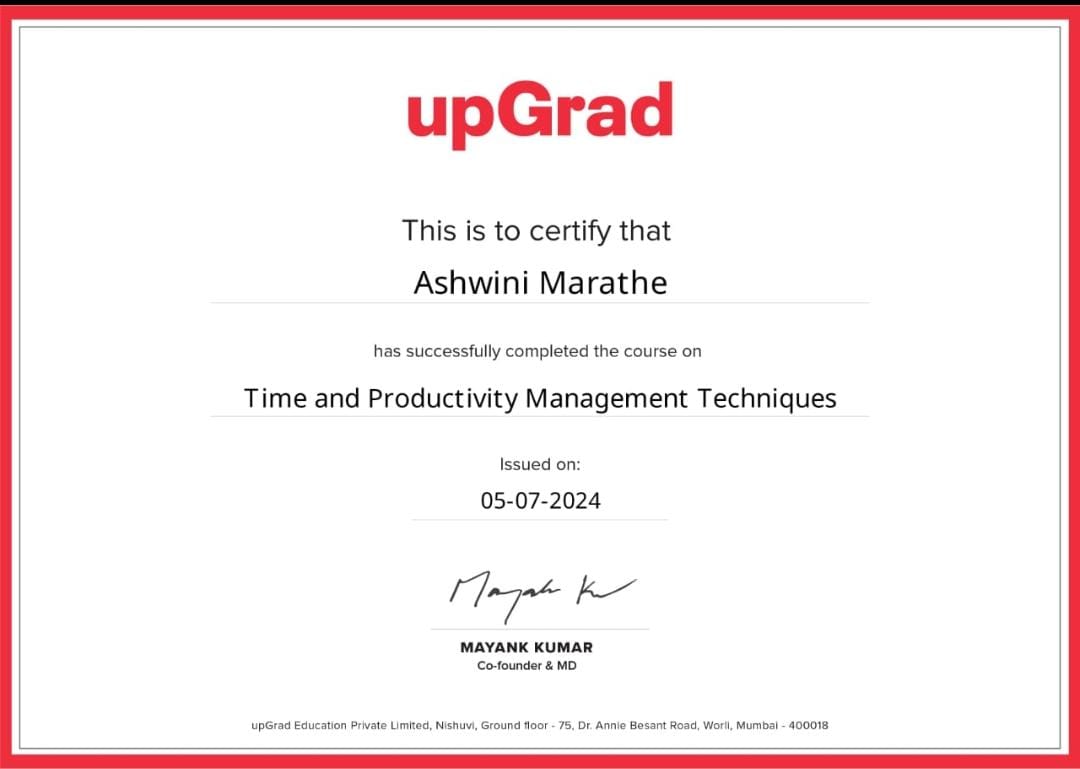 upGrad
This is to certify that
Ashwini Marathe
has successfully completed the course on
Time and Productivity Management Techniques
Issued on:
05-07-2024
Mayank Ku
MAYANK KUMAR
Co-founder & MD
upGrad Education Private Limited, Nishuvi, Ground floor - 75, Dr. Annie Besant Road, Worli, Mumbai - 400018